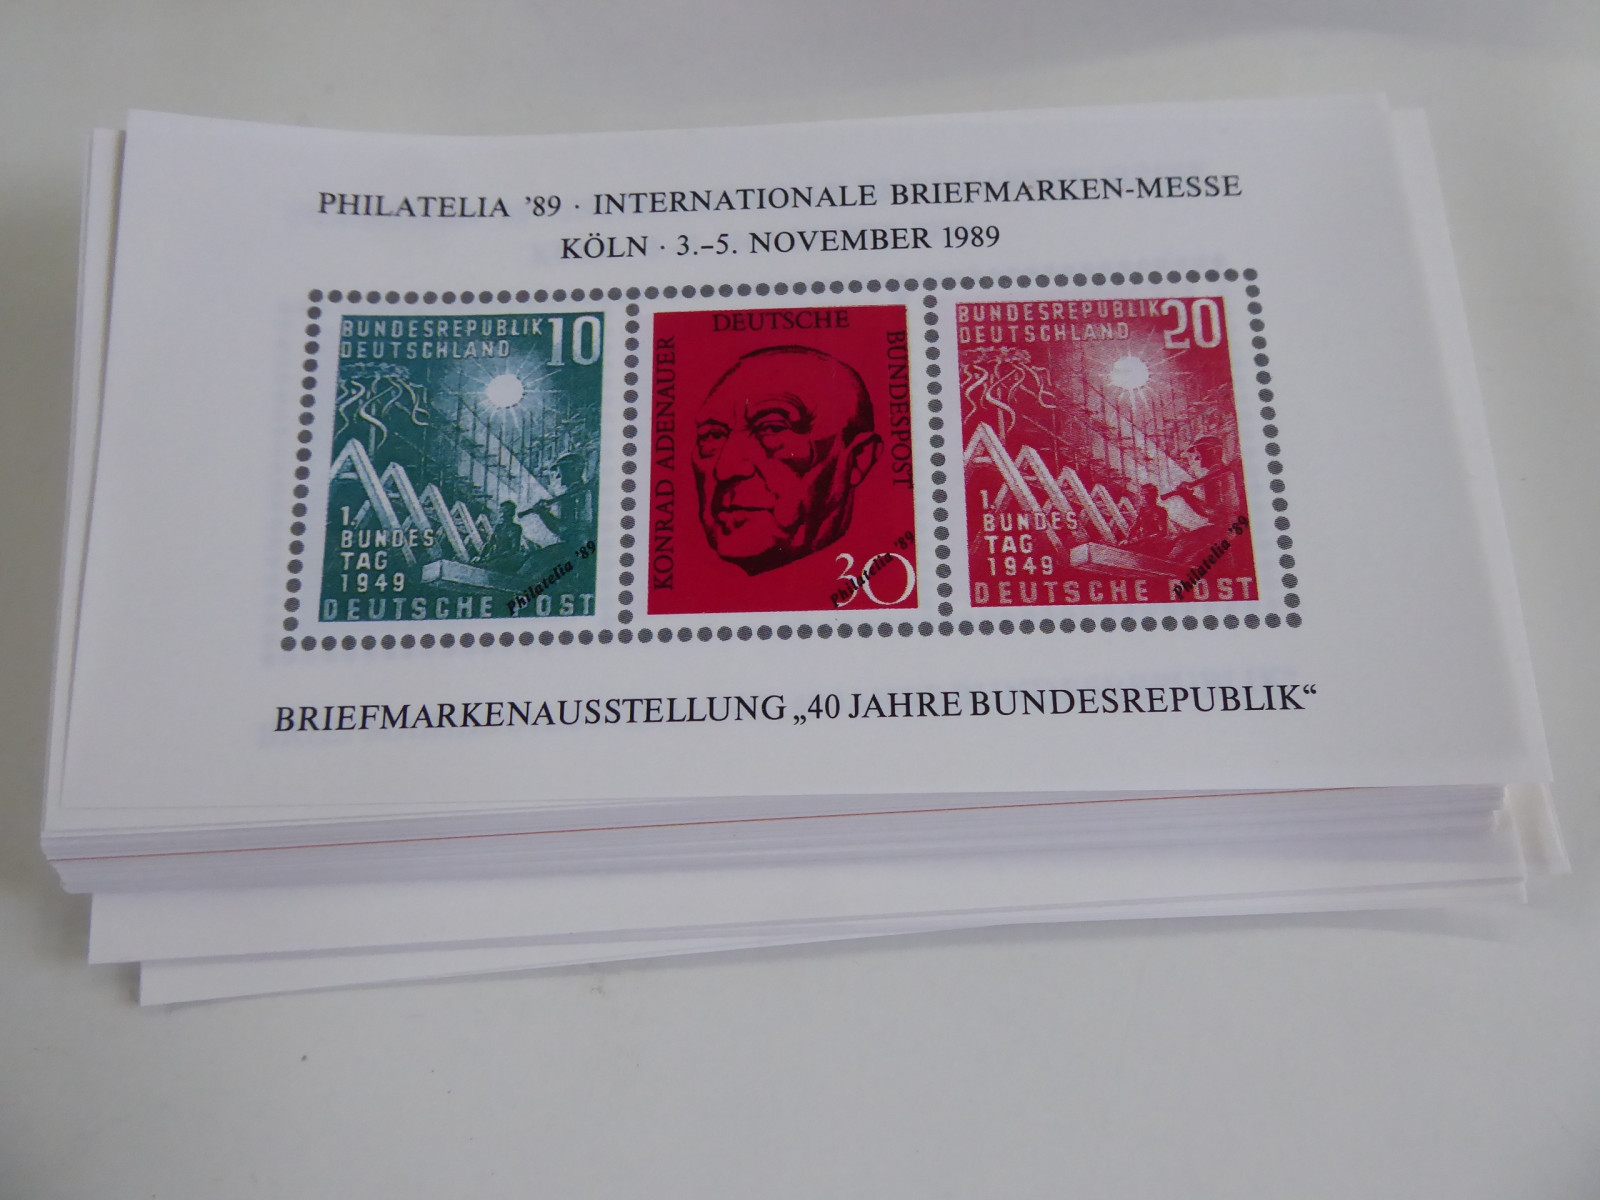 PHILATELIA '89 · INTERNATIONALE BRIEFMARKEN-MESSE
KÖLN · 3.–5. NOVEMBER 1989
BUNDESREPUBLIK 10
DEUTSCHLAND
1.
BUNDES
TAG
1949
Philatelia '89
DEUTSCHE POST
DEUTSCHE
BUNDESPOST
KONRAD ADENAUER
30
Philatelia '89
BUNDESREPUBLIK 20
DEUTSCHLAND
1.
BUNDES
TAG
1949
Philatelia '89
DEUTSCHE POST
BRIEFMARKENAUSSTELLUNG „40 JAHRE BUNDESREPUBLIK“